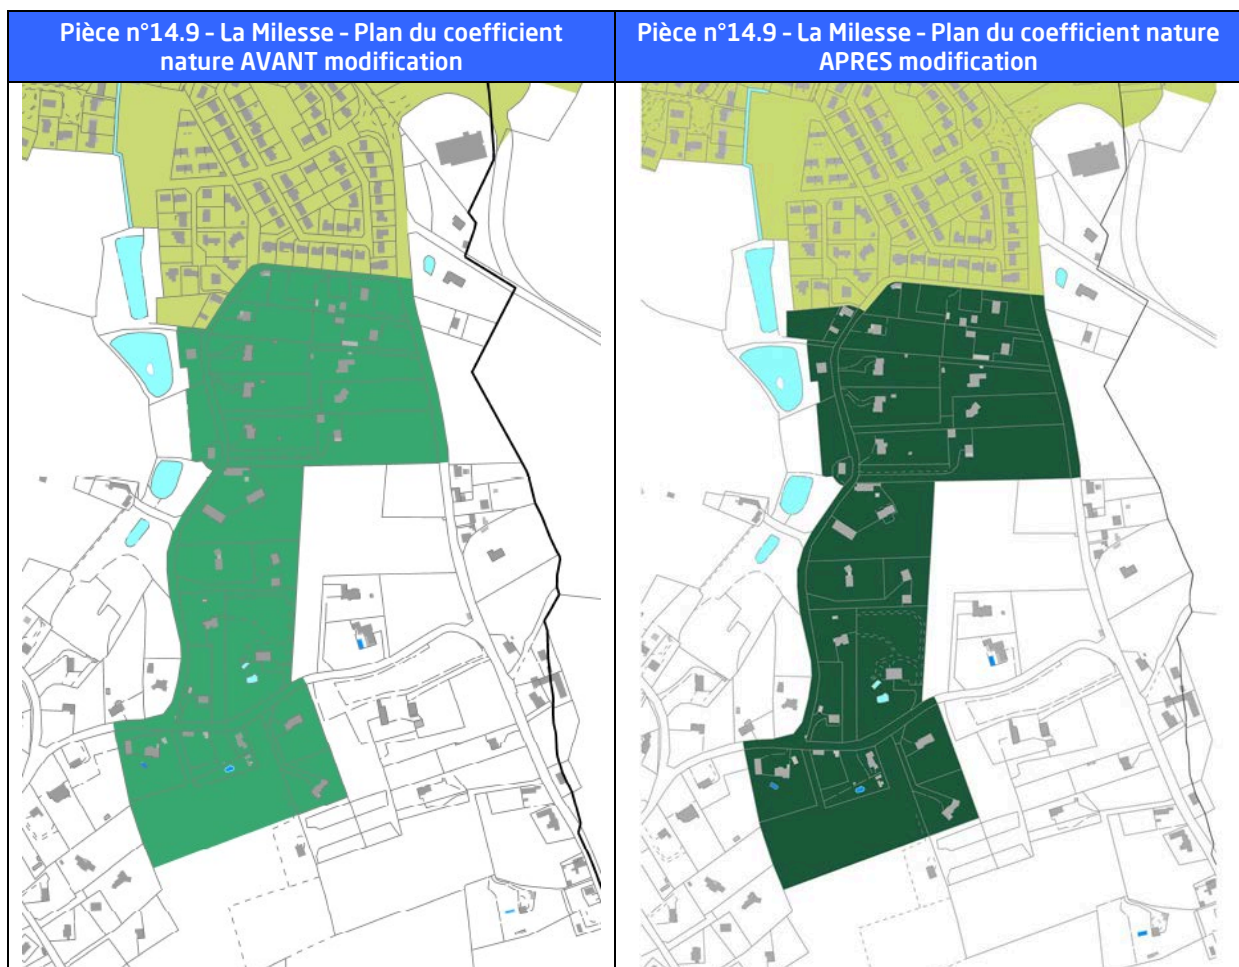 Pièce n°14.9 - La Milesse - Plan du coefficient
nature AVANT modification
Pièce n°14.9 - La Milesse - Plan du coefficient nature
APRES modification